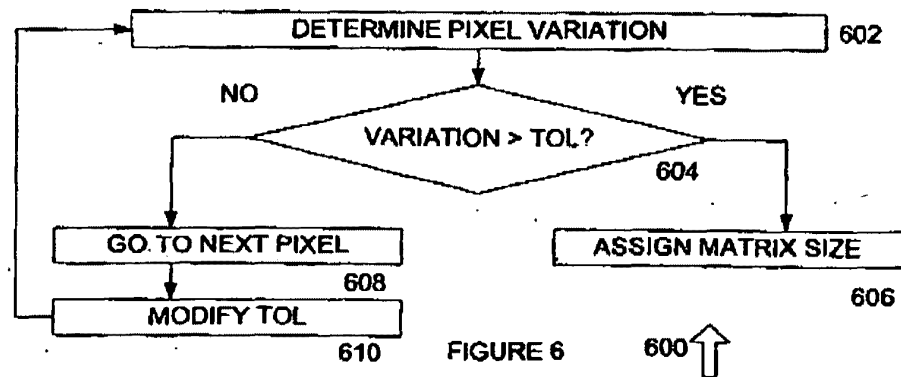 DETERMINE PIXEL VARIATION
602
NO
YES
VARIATION > TOL?
604
GO TO NEXT PIXEL
608
ASSIGN MATRIX SIZE
606
MODIFY TOL
610
FIGURE 6
600